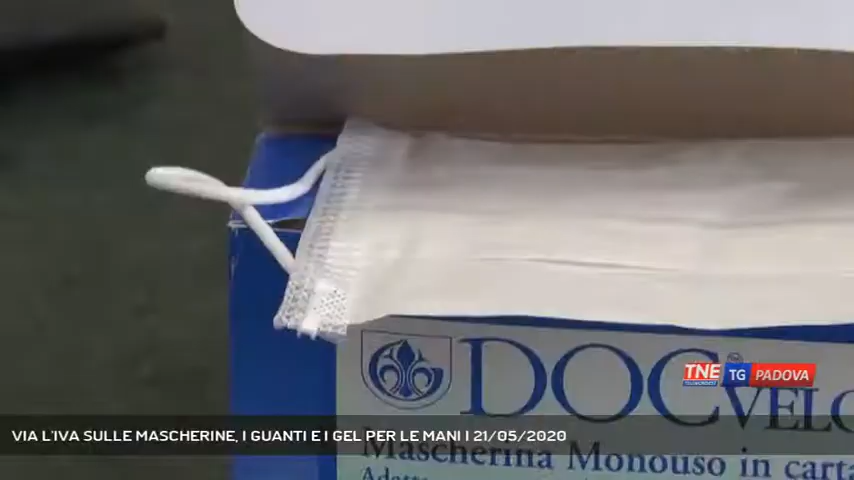 DOC VELO
TNE TG PADOVA
TELENORDEST
VIA L'IVA SULLE MASCHERINE, I GUANTI E I GEL PER LE MANI | 21/05/2020
Mascherina Monouso in carta